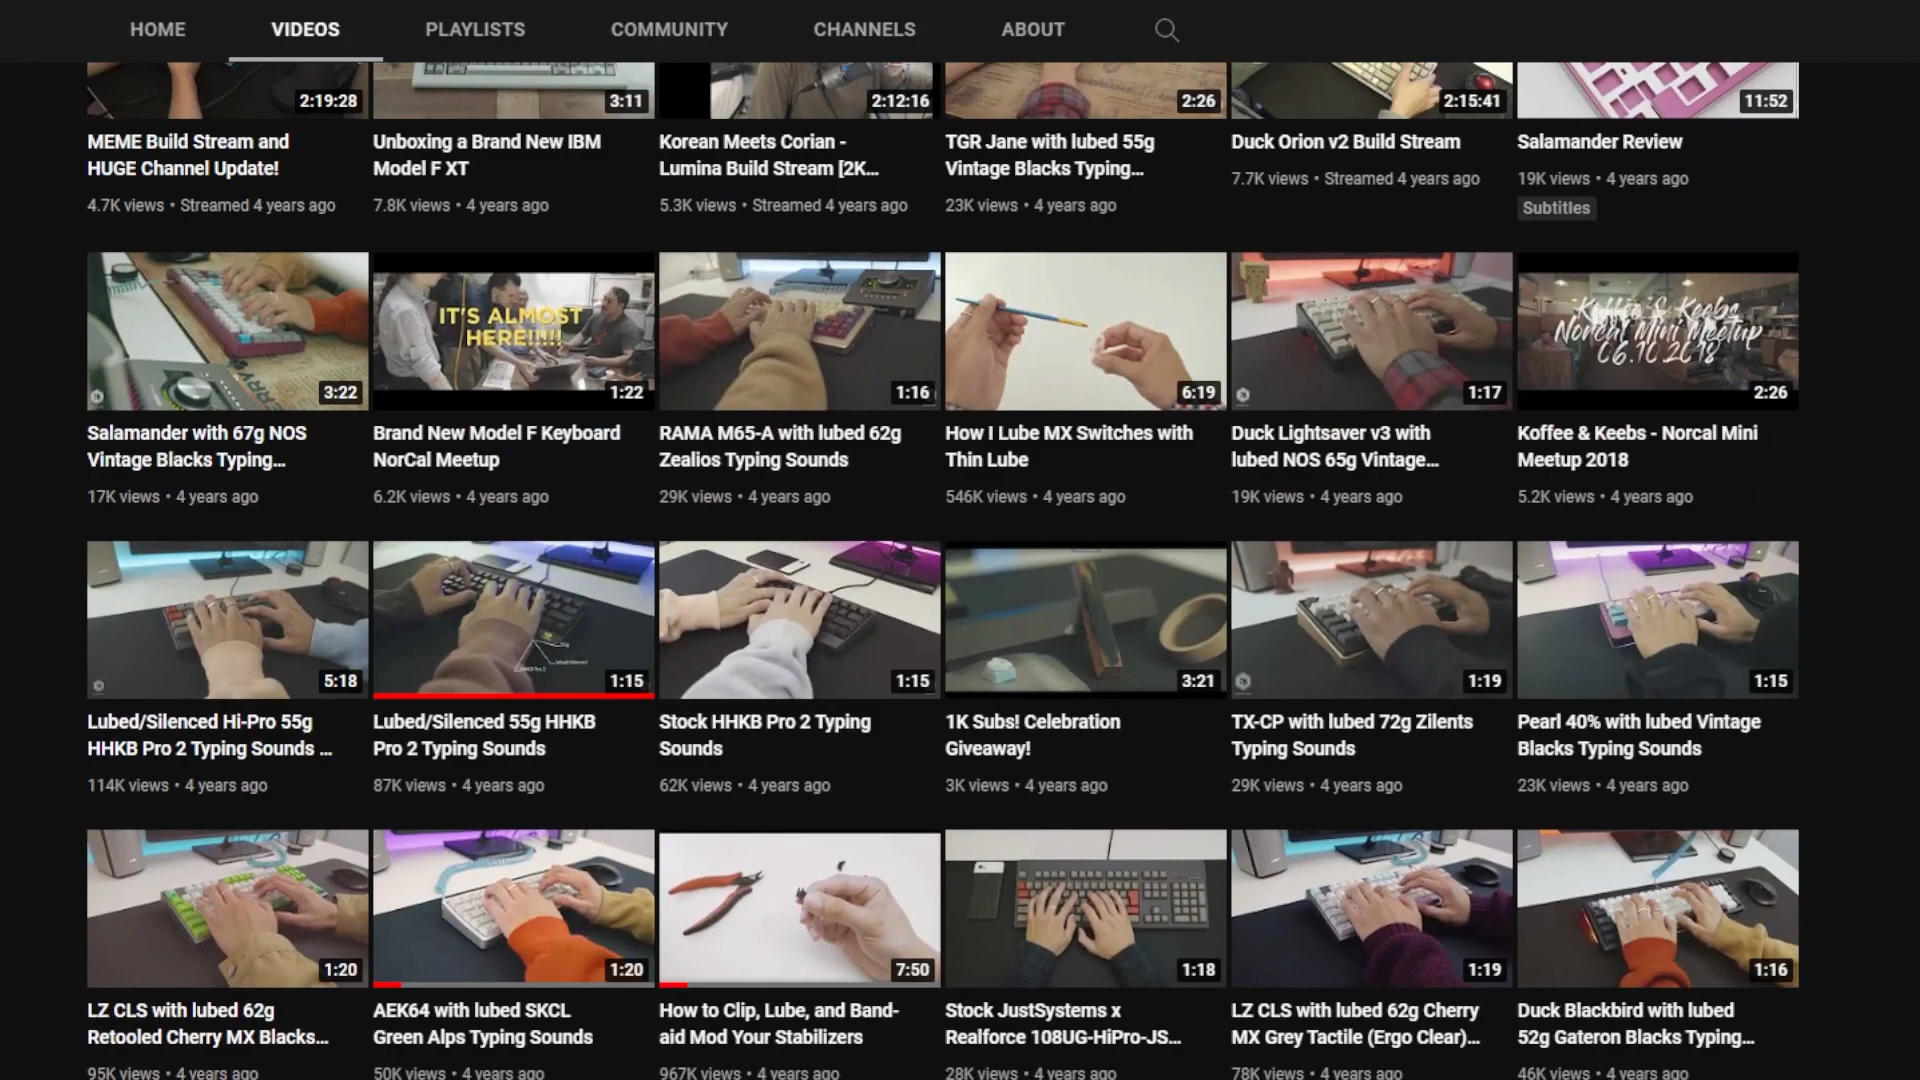 HOME VIDEOS PLAYLISTS COMMUNITY CHANNELS ABOUT
2:19:28 3:11 2:12:16 2:26 2:15:41 11:52
MEME Build Stream and
HUGE Channel Update!
4.7K views • Streamed 4 years ago
Unboxing a Brand New IBM
Model F XT
7.8K views • 4 years ago
Korean Meets Corian -
Lumina Build Stream [2K...
5.3K views • Streamed 4 years ago
TGR Jane with lubed 55g
Vintage Blacks Typing...
23K views • 4 years ago
Duck Orion v2 Build Stream
7.7K views • Streamed 4 years ago
Salamander Review
19K views • 4 years ago
Subtitles
3:22
Salamander with 67g NOS
Vintage Blacks Typing...
17K views • 4 years ago
IT'S ALMOST
HERE!!!!!
1:22
Brand New Model F Keyboard
NorCal Meetup
6.2K views • 4 years ago
1:16
RAMA M65-A with lubed 62g
Zealios Typing Sounds
29K views • 4 years ago
6:19
How I Lube MX Switches with
Thin Lube
546K views • 4 years ago
1:17
Duck Lightsaver v3 with
lubed NOS 65g Vintage...
19K views • 4 years ago
Koffee & Keebs
Norcal Mini Meetup
06.10.2018
2:26
Koffee & Keebs - Norcal Mini
Meetup 2018
5.2K views • 4 years ago
5:18
Lubed/Silenced Hi-Pro 55g
HHKB Pro 2 Typing Sounds ...
114K views • 4 years ago
1:15
Lubed/Silenced 55g HHKB
Pro 2 Typing Sounds
87K views • 4 years ago
1:15
Stock HHKB Pro 2 Typing
Sounds
62K views • 4 years ago
3:21
1K Subs! Celebration
Giveaway!
3K views • 4 years ago
1:19
TX-CP with lubed 72g Zilents
Typing Sounds
29K views • 4 years ago
1:15
Pearl 40% with lubed Vintage
Blacks Typing Sounds
23K views • 4 years ago
1:20
LZ CLS with lubed 62g
Retooled Cherry MX Blacks...
95K views • 4 years ago
1:20
AEK64 with lubed SKCL
Green Alps Typing Sounds
50K views • 4 years ago
7:50
How to Clip, Lube, and Band-
aid Mod Your Stabilizers
967K views • 4 years ago
1:18
Stock JustSystems x
Realforce 108UG-HiPro-JS...
28K views • 4 years ago
1:19
LZ CLS with lubed 62g Cherry
MX Grey Tactile (Ergo Clear)...
78K views • 4 years ago
1:16
Duck Blackbird with lubed
52g Gateron Blacks Typing...
46K views • 4 years ago